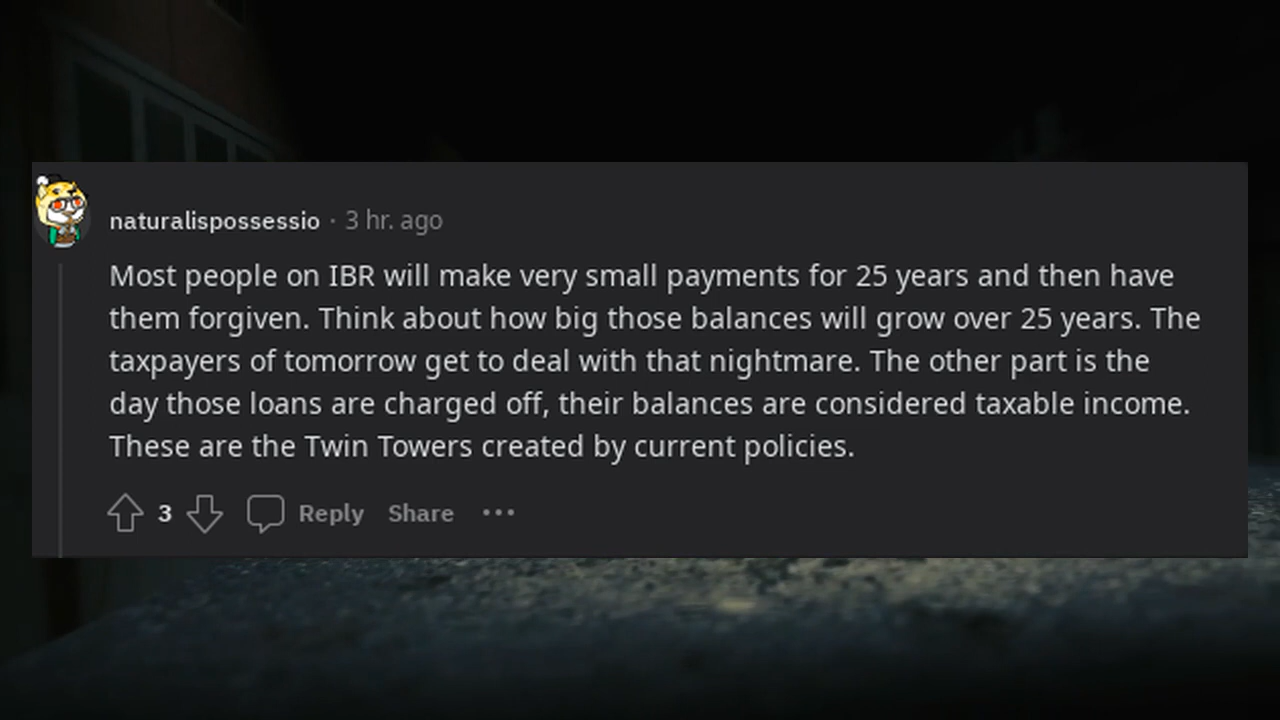 naturalispossessio · 3 hr. ago
Most people on IBR will make very small payments for 25 years and then have
them forgiven. Think about how big those balances will grow over 25 years. The
taxpayers of tomorrow get to deal with that nightmare. The other part is the
day those loans are charged off, their balances are considered taxable income.
These are the Twin Towers created by current policies.
3 Reply Share •••